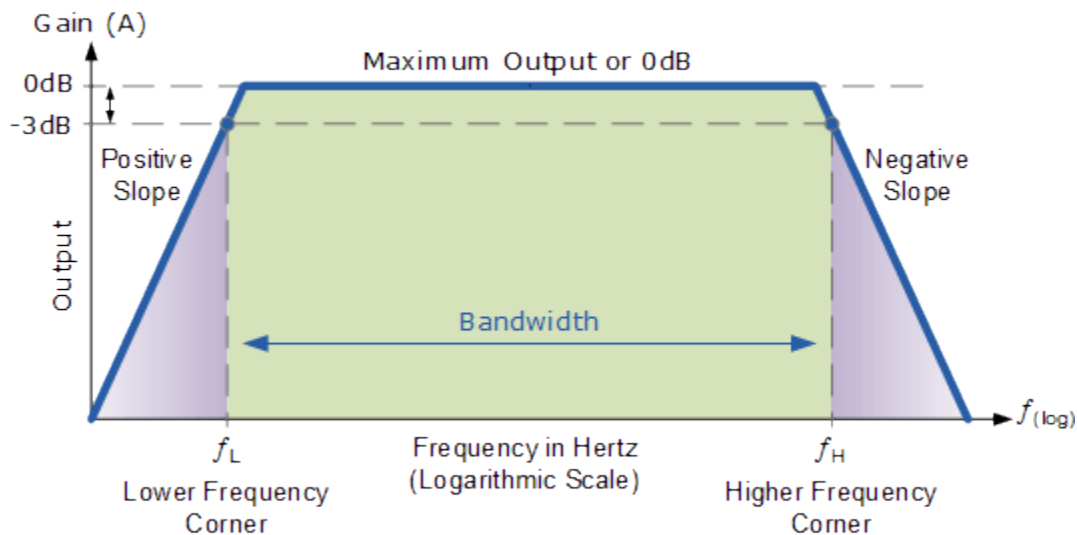 Gain (A)
Maximum Output or 0dB
0dB
-3dB
Positive
Slope
Negative
Slope
Output
Bandwidth
f(log)
fL
Frequency in Hertz
(Logarithmic Scale)
fH
Lower Frequency
Corner
Higher Frequency
Corner